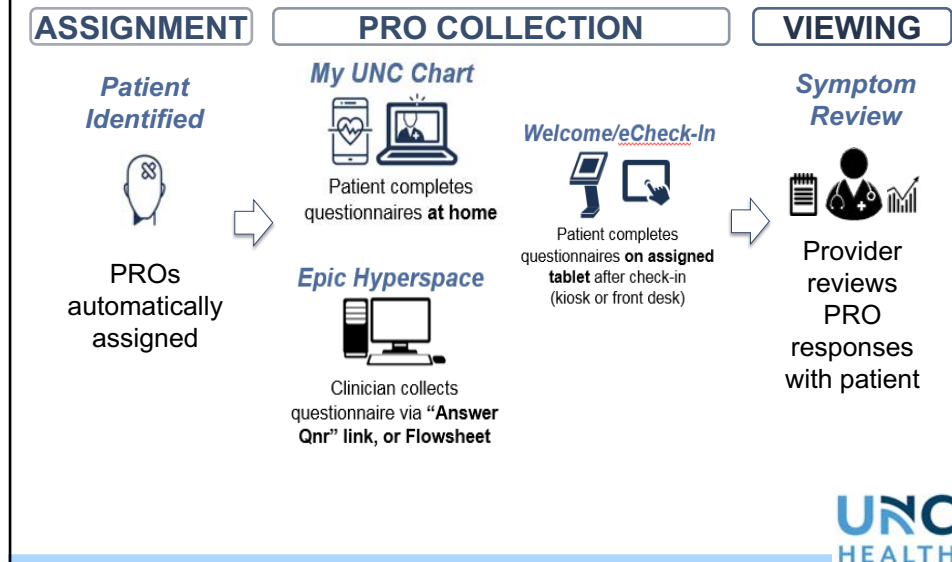 ASSIGNMENT
PRO COLLECTION
VIEWING
Patient
Identified
PROs
automatically
assigned
My UNC Chart
Patient completes
questionnaires at home
Epic Hyperspace
Clinician collects
questionnaire via “Answer
Qnr” link, or Flowsheet
Welcome/eCheck-In
Patient completes
questionnaires on assigned
tablet after check-in
(kiosk or front desk)
Symptom
Review
Provider
reviews
PRO
responses
with patient
UNC
HEALTH